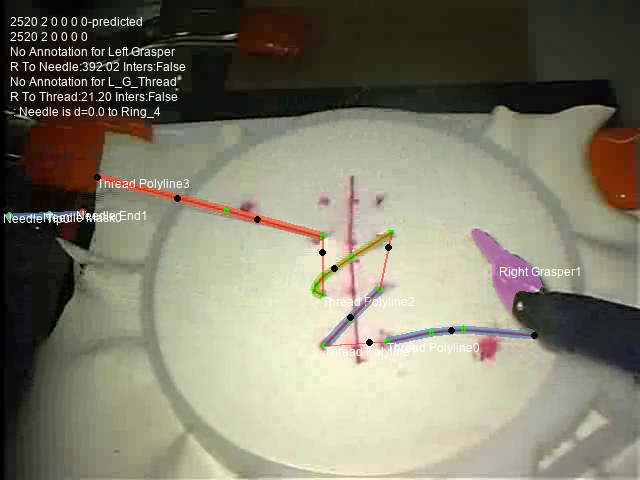 2520 2 0 0 0 0-predicted
2520 2 0 0 0 0
No Annotation for Left Grasper
R To Needle:392.02 Inters:False
No Annotation for L_G_Thread
R To Thread:21.20 Inters:False
: Needle is d=0.0 to Ring_4
Thread Polyline3
Needle End1
Right Grasper1
Thread Polyline2
Thread Polyline0